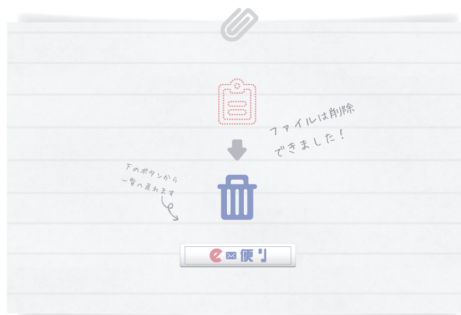 ファイルは削除
できました!
下のボタンから
一覧へ戻れます
e便り